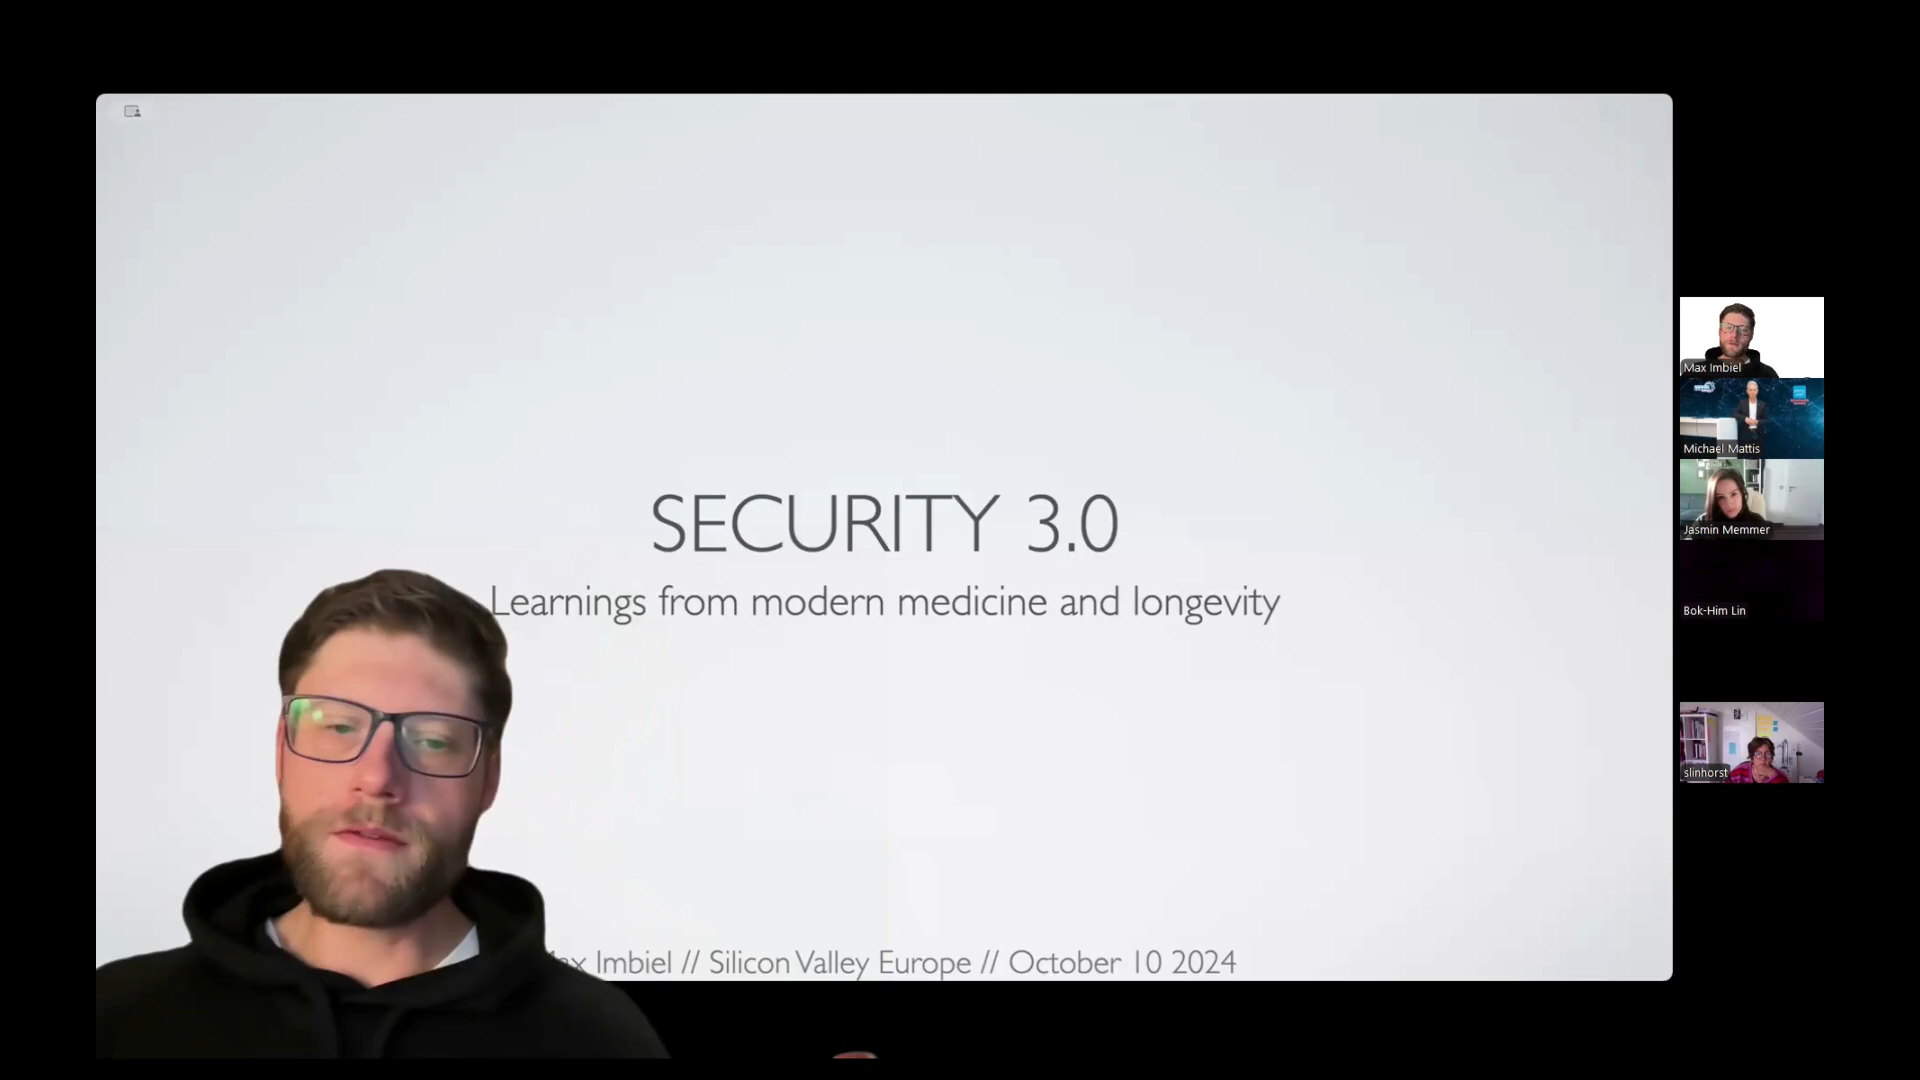 SECURITY 3.0
Learnings from modern medicine and longevity
Imbiel // Silicon Valley Europe // October 10 2024
Max Imbiel
Michael Mattis
Jasmin Memmer
Bok-Him Lin
slinhorst